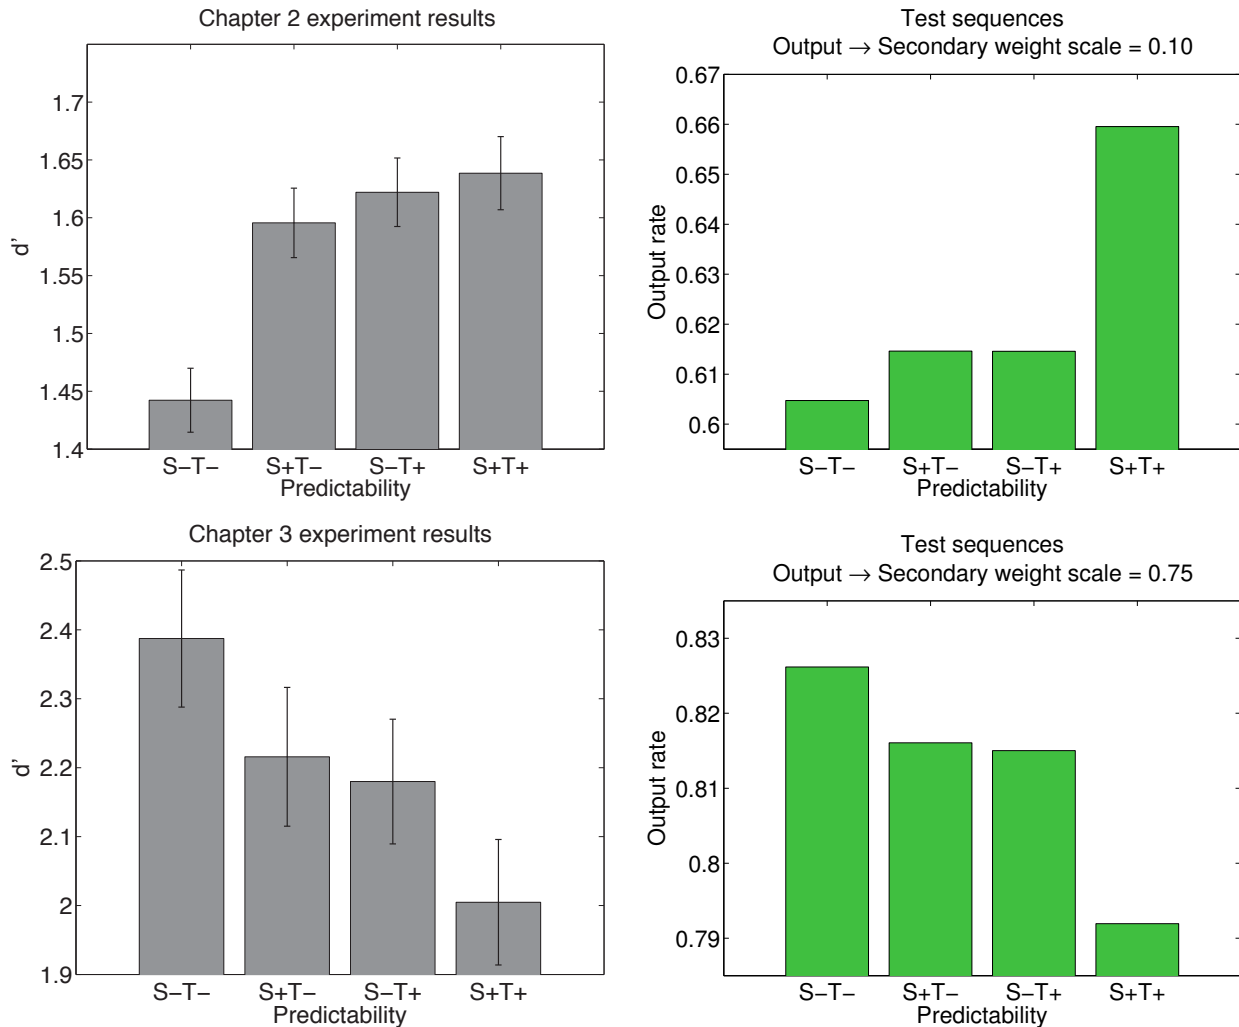 Chapter 2 experiment results
1.7
1.65
1.6
1.55
1.5
1.45
1.4
d'
S−T− S+T− S−T+ S+T+
Predictability
Test sequences
Output → Secondary weight scale = 0.10
0.67
0.66
0.65
0.64
0.63
0.62
0.61
0.6
Output rate
S−T− S+T− S−T+ S+T+
Predictability
Chapter 3 experiment results
2.5
2.4
2.3
2.2
2.1
2
1.9
d'
S−T− S+T− S−T+ S+T+
Predictability
Test sequences
Output → Secondary weight scale = 0.75
0.83
0.82
0.81
0.8
0.79
Output rate
S−T− S+T− S−T+ S+T+
Predictability